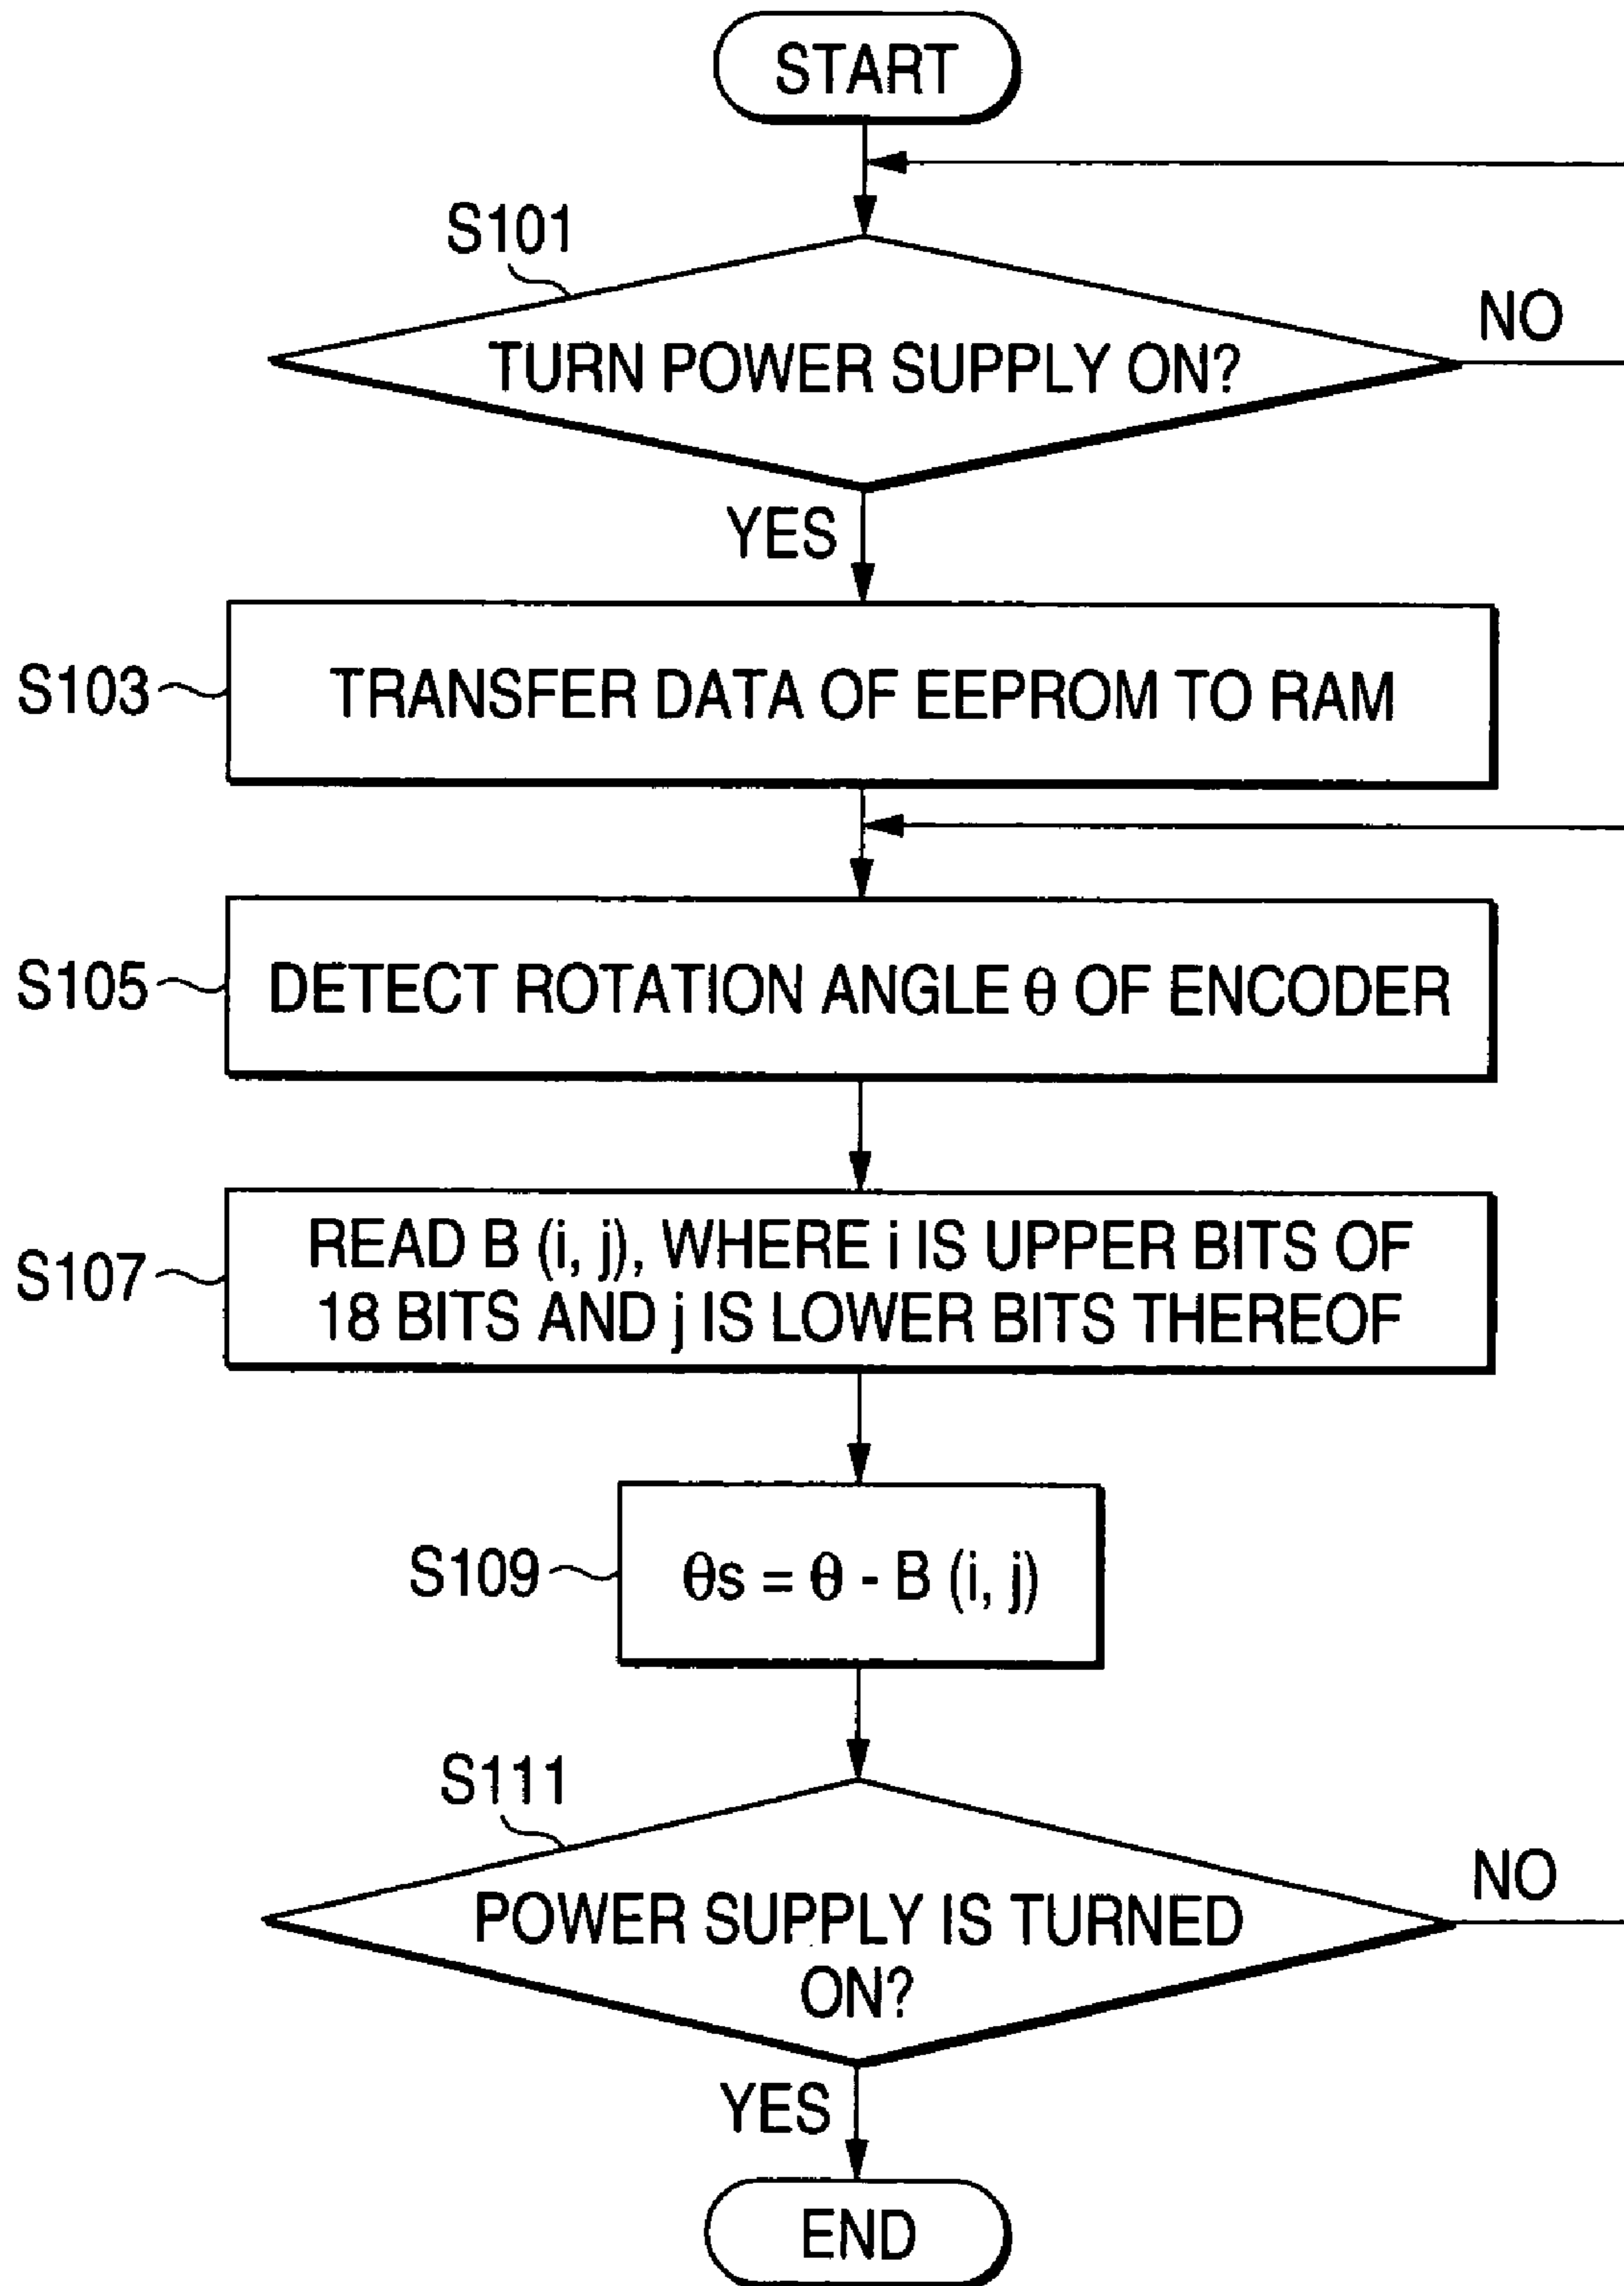 START
S101
TURN POWER SUPPLY ON?
NO
YES
S103
TRANSFER DATA OF EEPROM TO RAM
S105
DETECT ROTATION ANGLE θ OF ENCODER
S107
READ B (i, j), WHERE i IS UPPER BITS OF
18 BITS AND j IS LOWER BITS THEREOF
S109
θs = θ - B (i, j)
S111
POWER SUPPLY IS TURNED
ON?
NO
YES
END